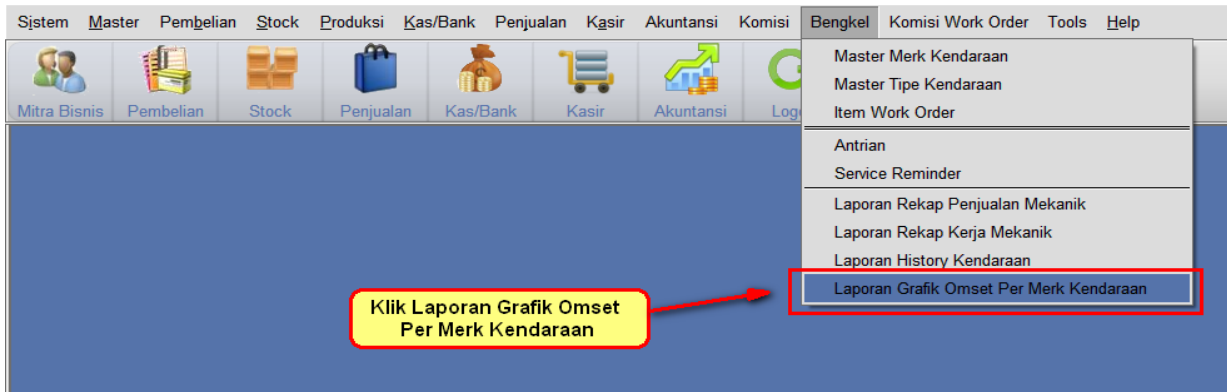 Sistem Master Pembelian Stock Produksi Kas/Bank Penjualan Kasir Akuntansi Komisi Bengkel Komisi Work Order Tools Help
Mitra Bisnis Pembelian Stock Penjualan Kas/Bank Kasir Akuntansi Log
Master Merk Kendaraan
Master Tipe Kendaraan
Item Work Order
Antrian
Service Reminder
Laporan Rekap Penjualan Mekanik
Laporan Rekap Kerja Mekanik
Laporan History Kendaraan
Laporan Grafik Omset Per Merk Kendaraan
Klik Laporan Grafik Omset
Per Merk Kendaraan